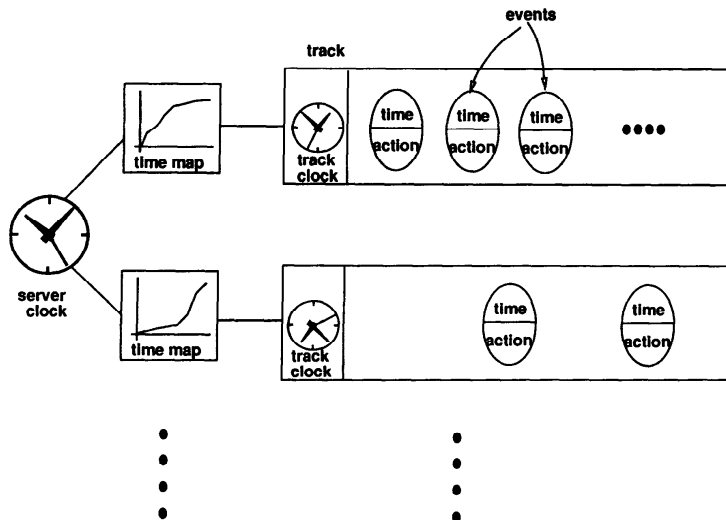 events
track
time
action
time
action
time
action
time map
track
clock
server
clock
time
action
time
action
time map
track
clock